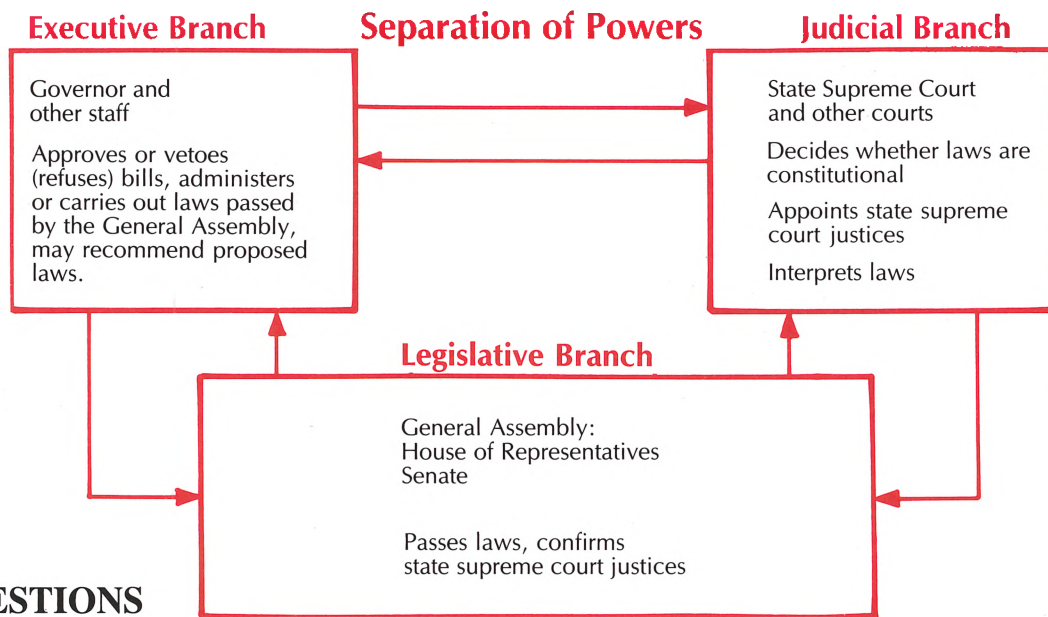 Separation of Powers
Executive Branch
Governor and
other staff
Approves or vetoes
(refuses) bills, administers
or carries out laws passed
by the General Assembly,
may recommend proposed
laws.
Judicial Branch
State Supreme Court
and other courts
Decides whether laws are
constitutional
Appoints state supreme
court justices
Interprets laws
Legislative Branch
General Assembly:
House of Representatives
Senate
Passes laws, confirms
state supreme court justices
ESTIONS